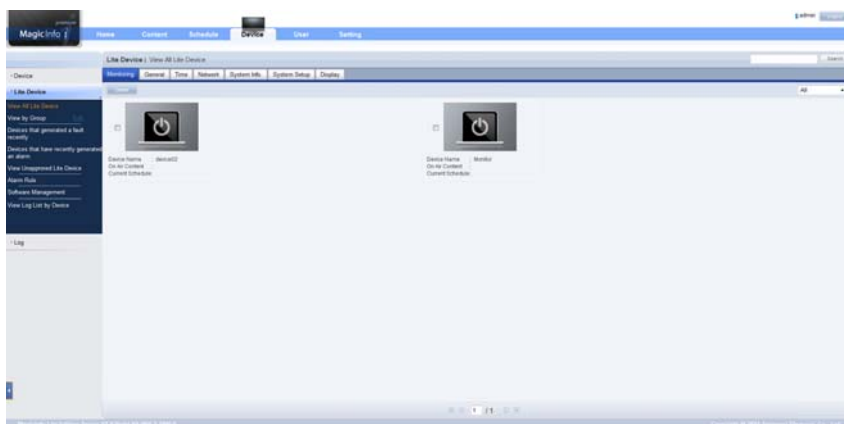 premium
MagicInfo i
admin
Home Content Schedule Device User Setting
Lite Device | View All Lite Device
Search
- Device
- Lite Device
View All Lite Device
View by Group
Devices that generated a fault recently
Devices that have recently generated an alarm
View Unapproved Lite Device
Alarm Rule
Software Management
View Log List by Device
- Log
Monitoring General Time Network System Info. System Setup Display
All
Device Name : device02
On Air Content :
Current Schedule:
Device Name : Monitor
On Air Content :
Current Schedule:
1 / 1